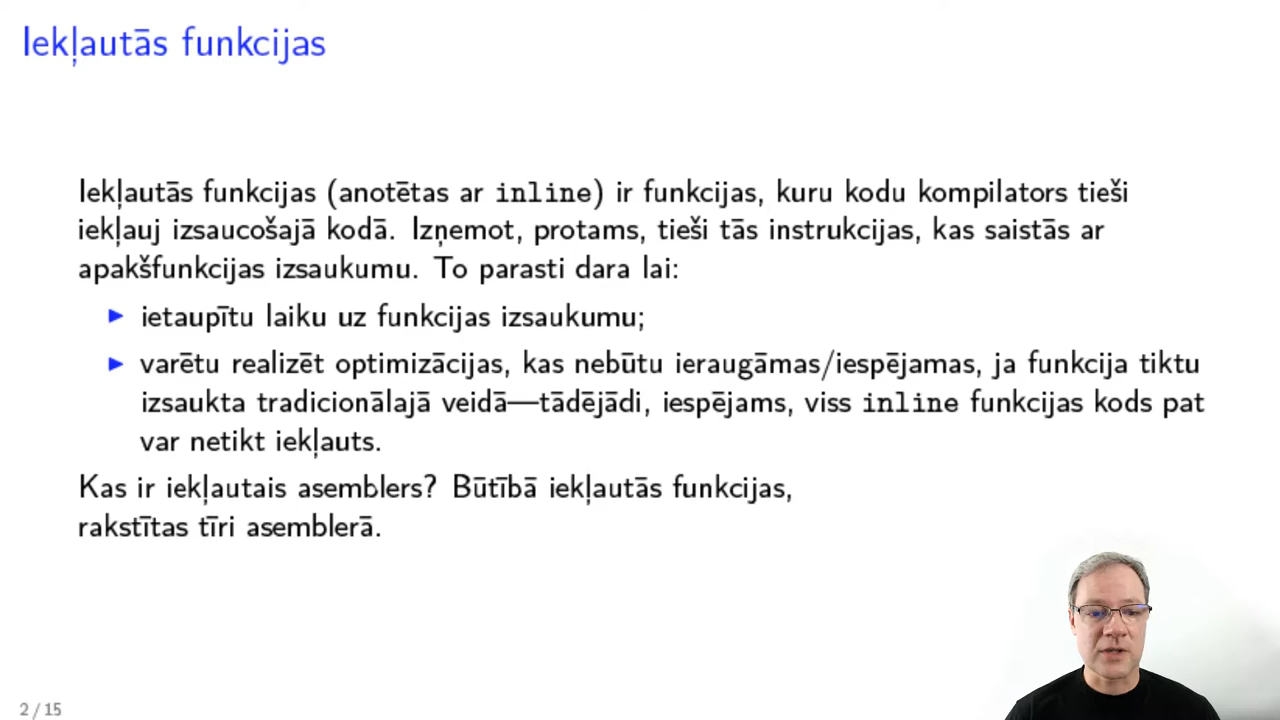 Iekļautās funkcijas
Iekļautās funkcijas (anotētas ar inline) ir funkcijas, kuru kodu kompilators tieši
iekļauj izsaucošajā kodā. Izņemot, protams, tieši tās instrukcijas, kas saistās ar
apakšfunkcijas izsaukumu. To parasti dara lai:
▶ ietaupītu laiku uz funkcijas izsaukumu;
▶ varētu realizēt optimizācijas, kas nebūtu ieraugāmas/iespējamas, ja funkcija tiktu
izsaukta tradicionālajā veidā—tādējādi, iespējams, viss inline funkcijas kods pat
var netikt iekļauts.
Kas ir iekļautais asemblers? Būtībā iekļautās funkcijas,
rakstītas tīri asemblerā.
2 / 15